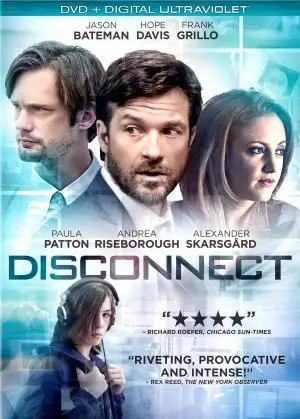 DVD + DIGITAL ULTRAVIOLET™
JASON HOPE FRANK
BATEMAN DAVIS GRILLO
PAULA ANDREA ALEXANDER
PATTON RISEBOROUGH SKARSGÅRD
DISCONNECT
"★★★★"
- RICHARD ROEPER, CHICAGO SUN-TIMES
"RIVETING, PROVOCATIVE
AND INTENSE!"
- REX REED, THE NEW YORK OBSERVER